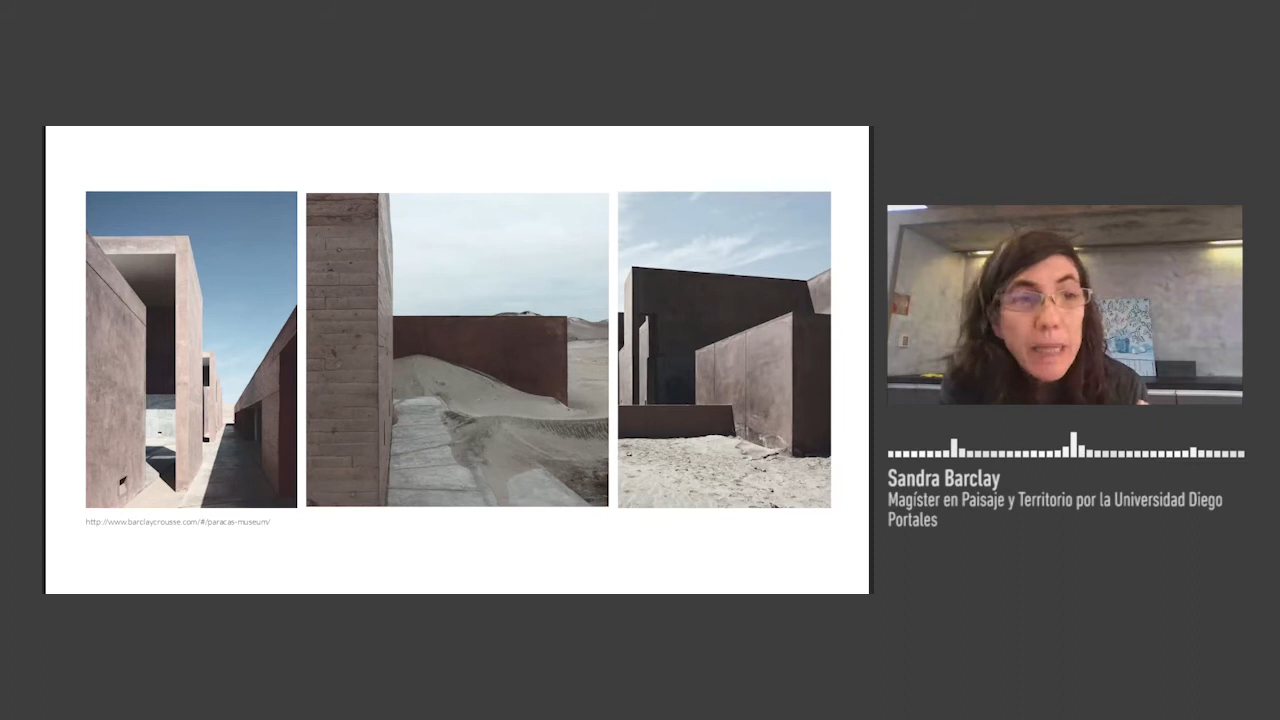 http://www.barclaycrousse.com/#/paracas-museum/
Sandra Barclay
Magíster en Paisaje y Territorio por la Universidad Diego
Portales